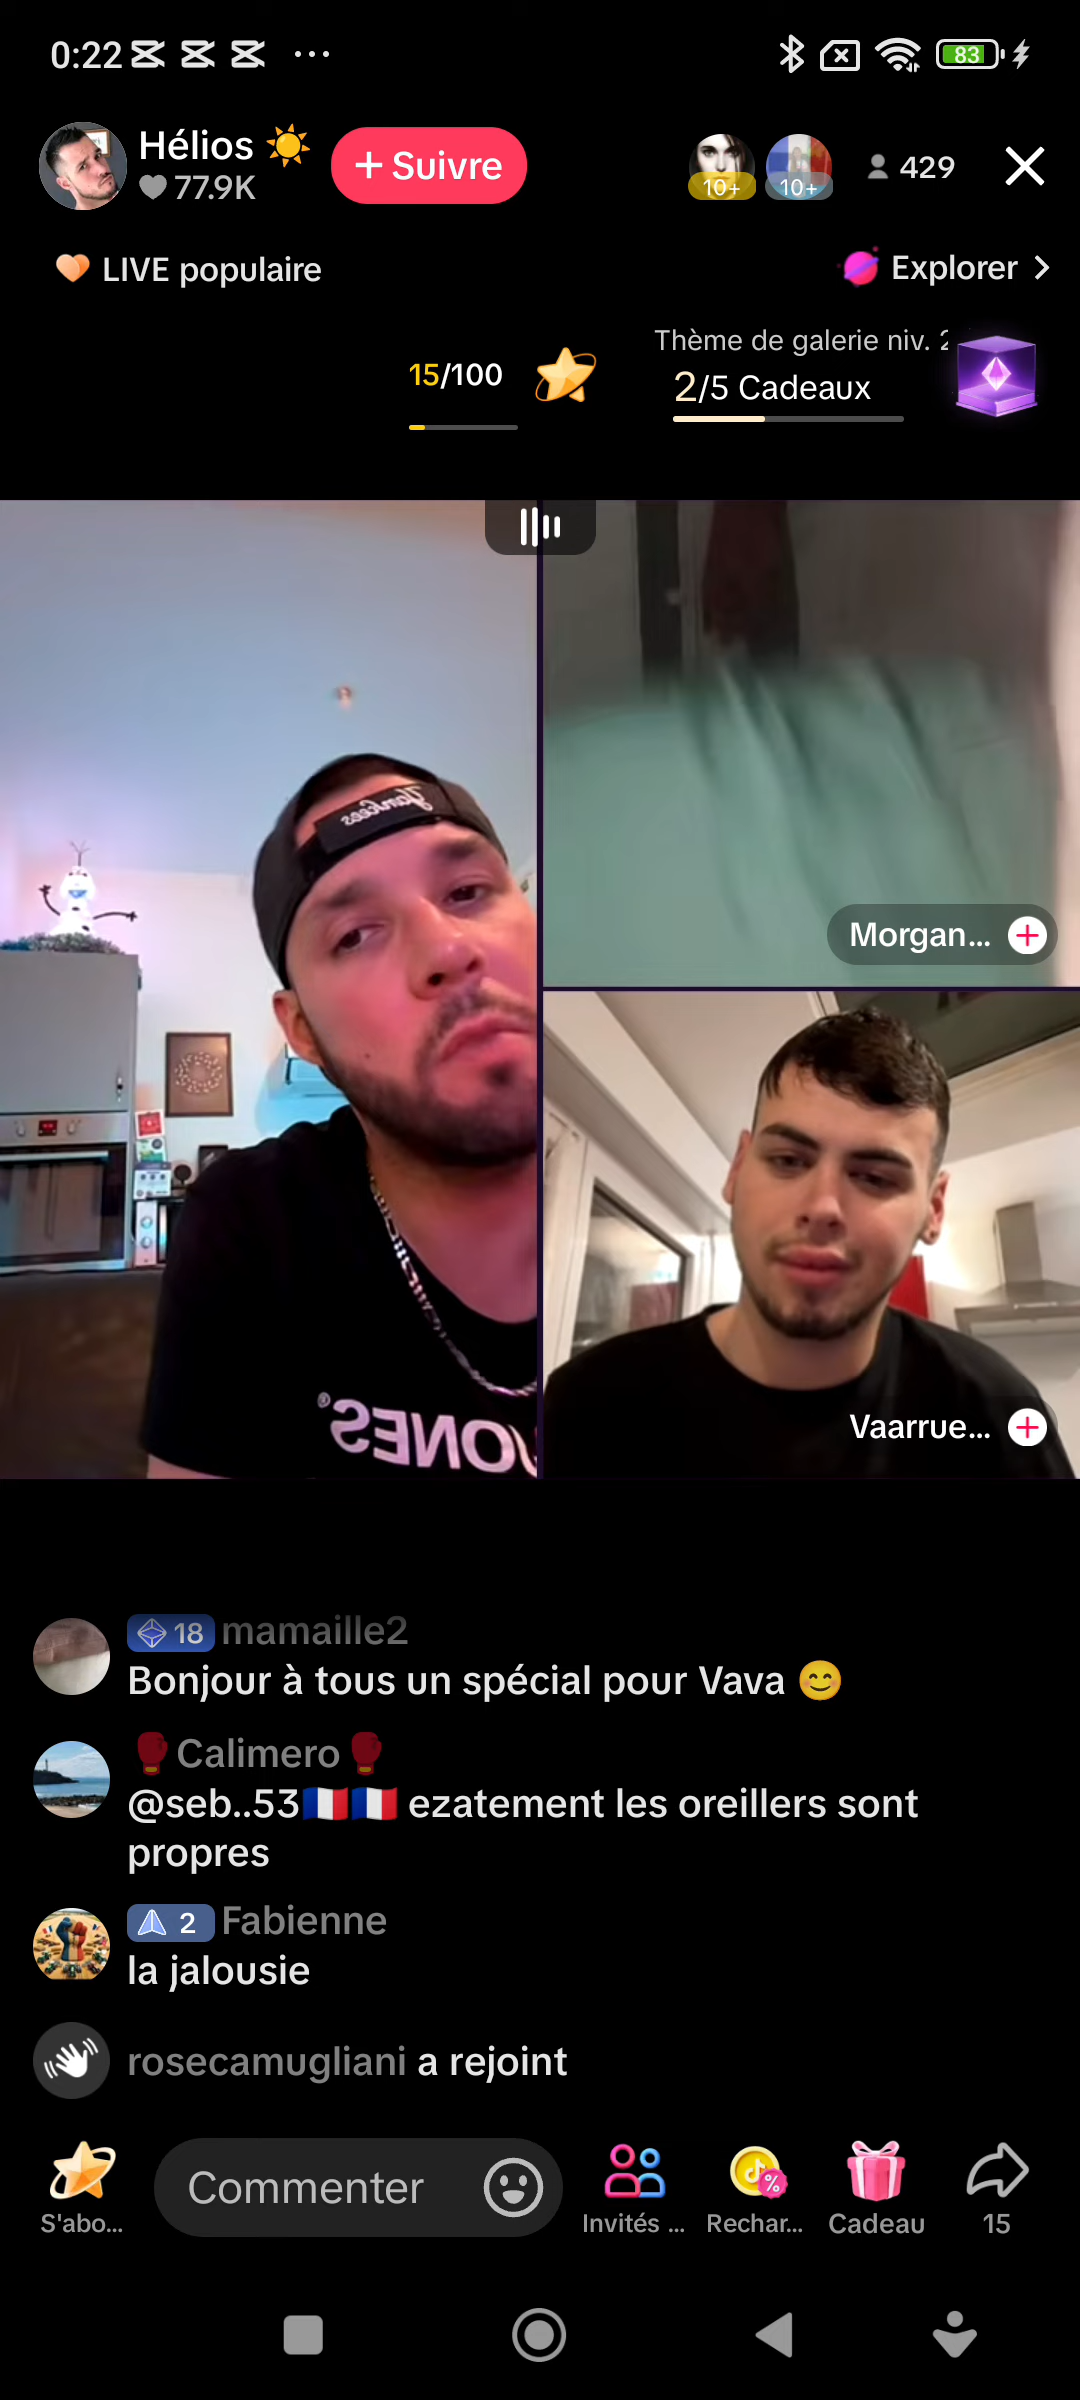 0:22
83
Hélios ☀️
77.9K
+ Suivre
10+
10+
429
LIVE populaire
Explorer >
15/100
Thème de galerie niv. 2
2/5 Cadeaux
Yankees
JONES®
Morgan...
Vaarrue...
18 mamaille2
Bonjour à tous un spécial pour Vava 😊
🥊Calimero🥊
@seb..53🇫🇷🇫🇷 ezatement les oreillers sont
propres
2 Fabienne
la jalousie
rosecamugliani a rejoint
S'abo...
Commenter
Invités ...
Rechar...
Cadeau
15